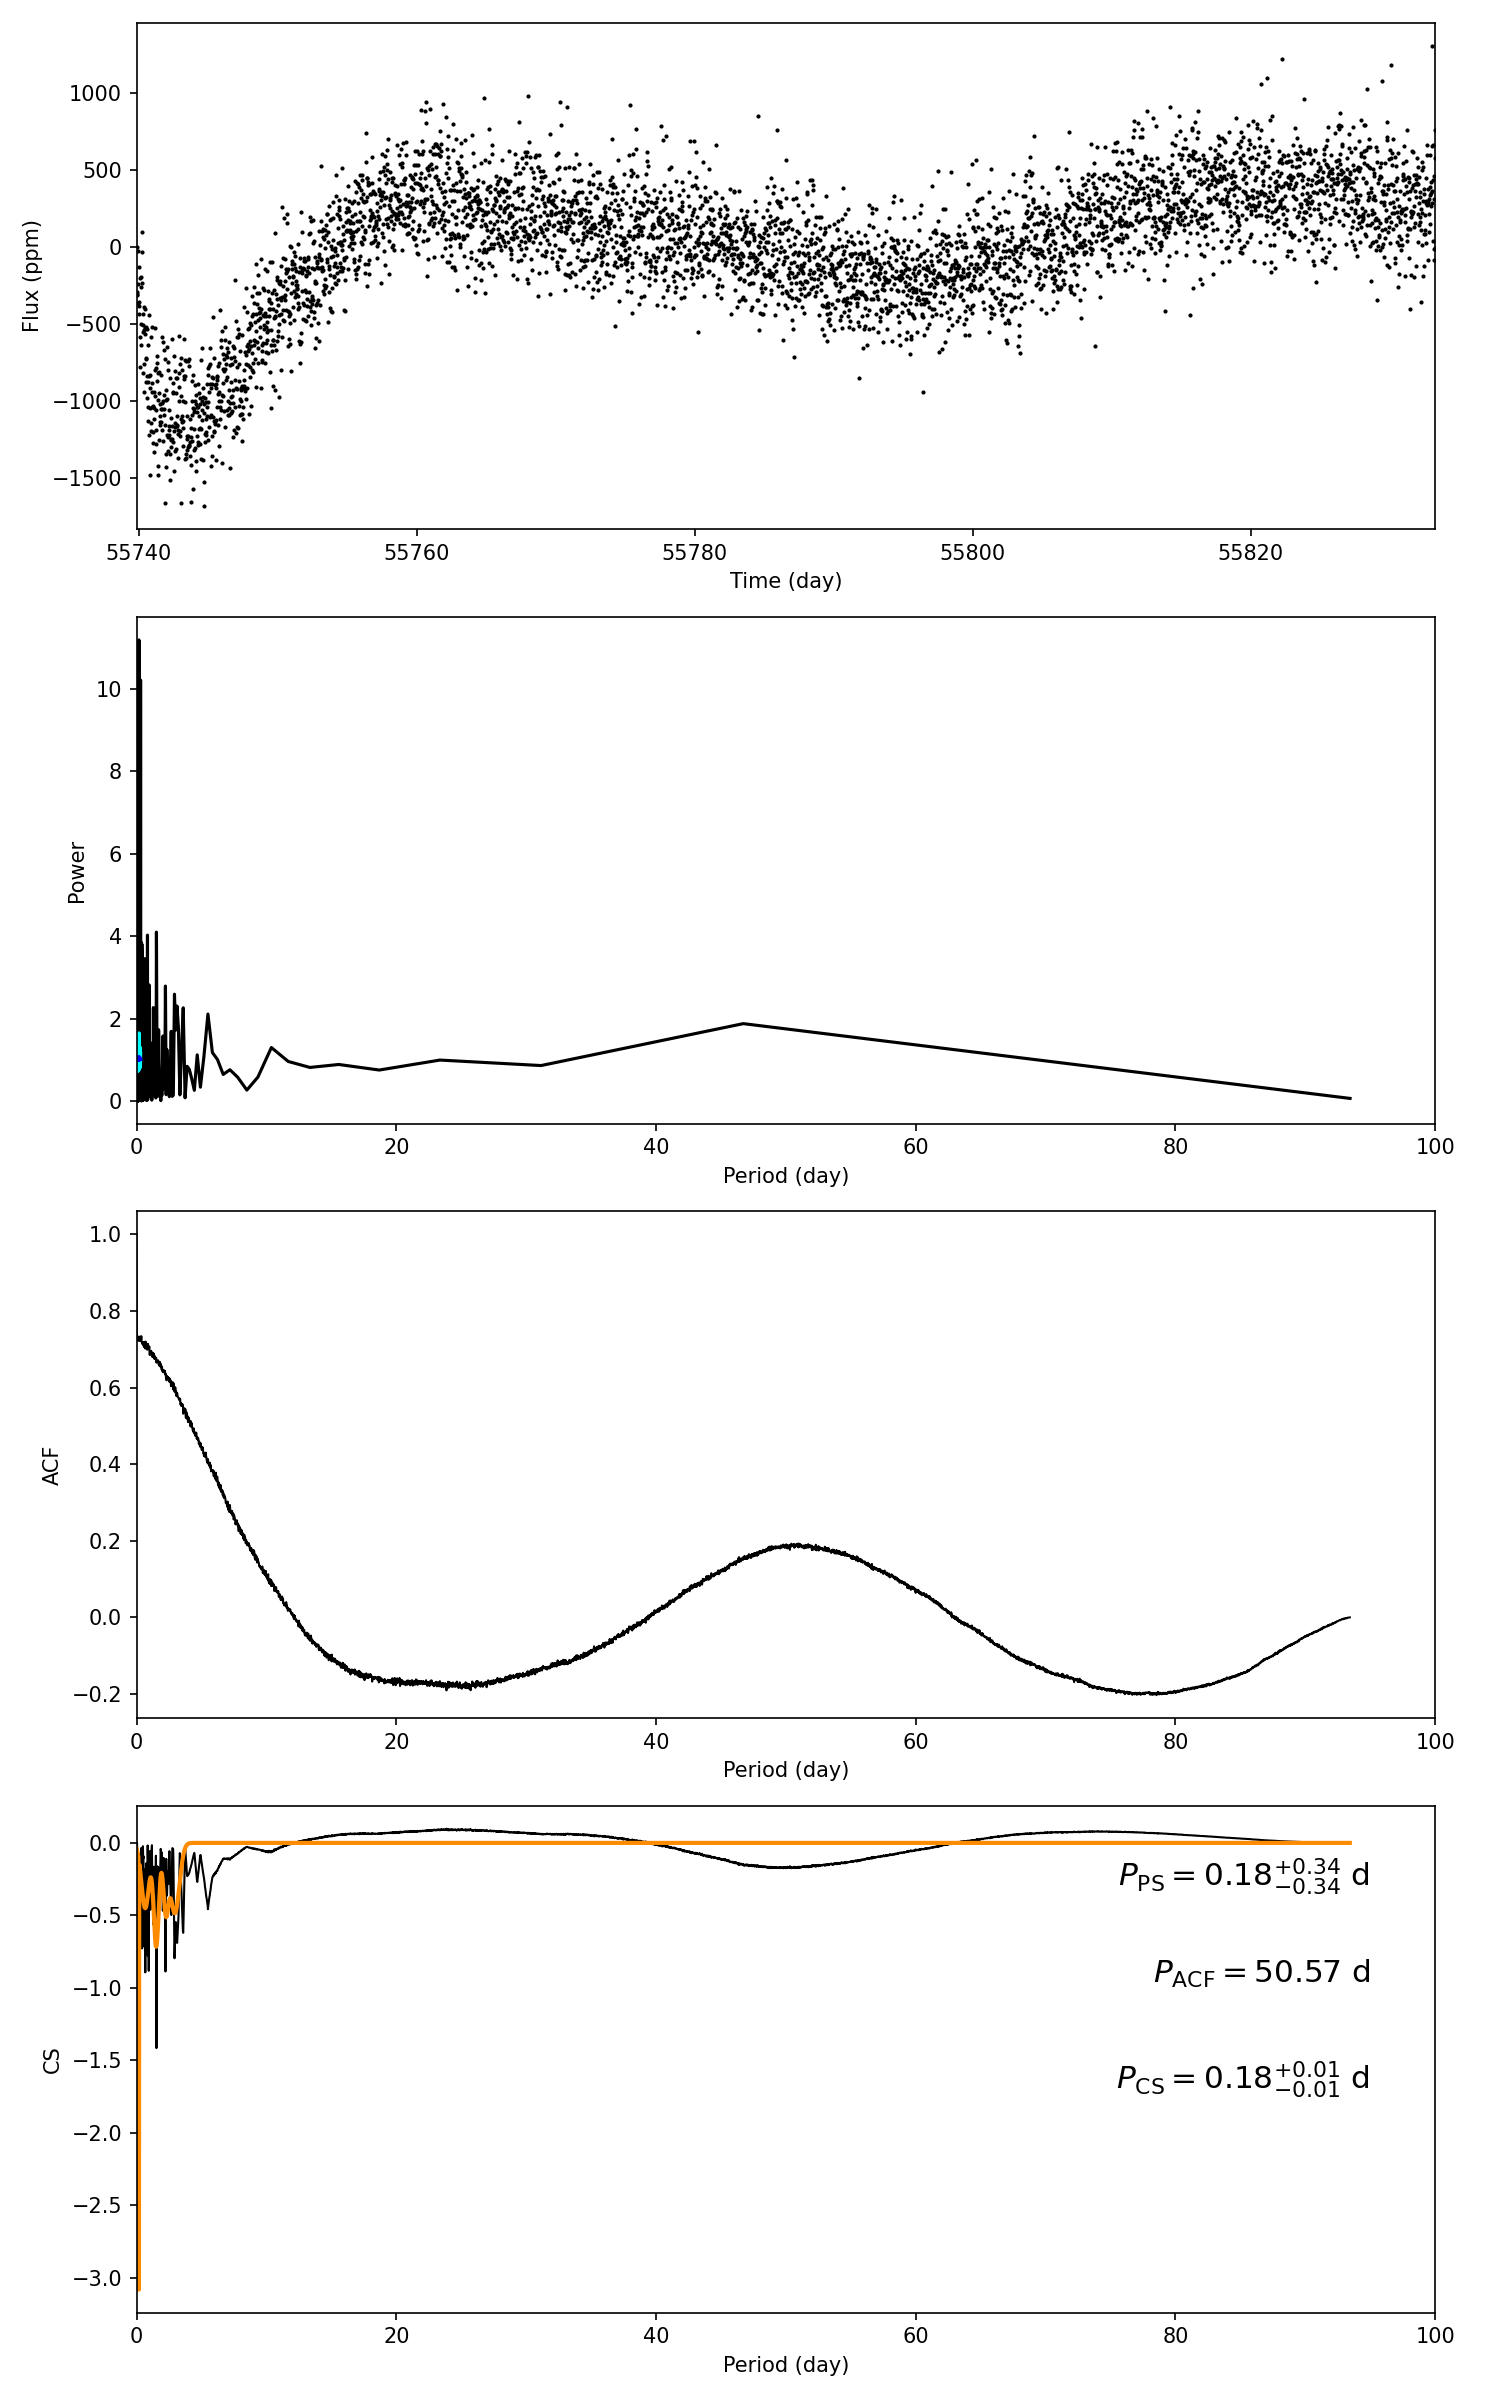 1000
500
0
−500
−1000
−1500
Flux (ppm)
55740 55760 55780 55800 55820
Time (day)
10
8
6
4
2
0
Power
0 20 40 60 80 100
Period (day)
1.0
0.8
0.6
0.4
0.2
0.0
−0.2
ACF
0 20 40 60 80 100
Period (day)
0.0
−0.5
−1.0
−1.5
−2.0
−2.5
−3.0
CS
P_PS = 0.18 +0.34 −0.34 d
P_ACF = 50.57 d
P_CS = 0.18 +0.01 −0.01 d
0 20 40 60 80 100
Period (day)